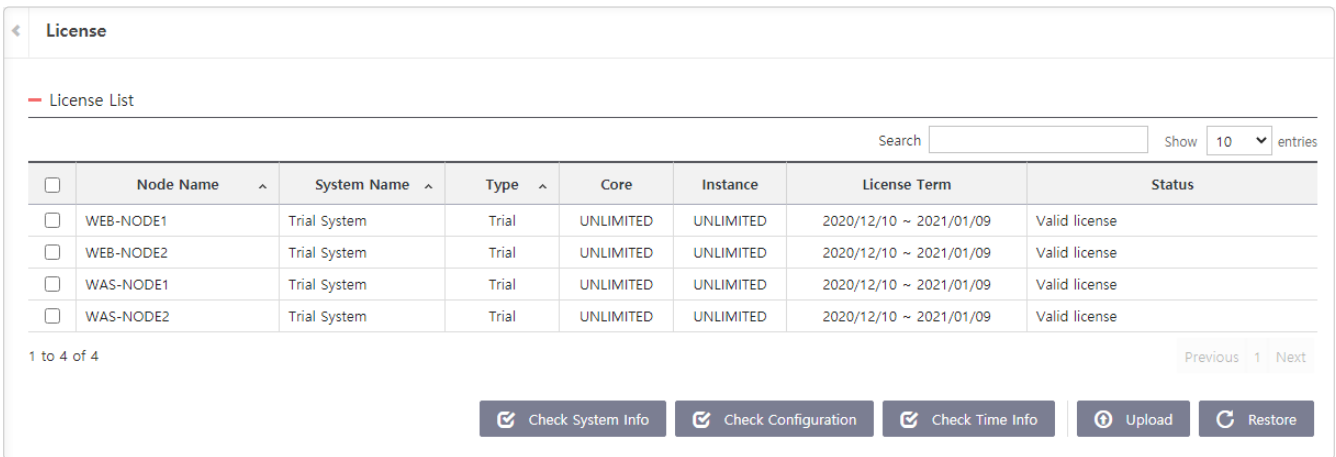 License
License List
Search Show 10 entries
Node Name System Name Type Core Instance License Term Status
WEB-NODE1 Trial System Trial UNLIMITED UNLIMITED 2020/12/10 ~ 2021/01/09 Valid license
WEB-NODE2 Trial System Trial UNLIMITED UNLIMITED 2020/12/10 ~ 2021/01/09 Valid license
WAS-NODE1 Trial System Trial UNLIMITED UNLIMITED 2020/12/10 ~ 2021/01/09 Valid license
WAS-NODE2 Trial System Trial UNLIMITED UNLIMITED 2020/12/10 ~ 2021/01/09 Valid license
1 to 4 of 4 Previous 1 Next
Check System Info Check Configuration Check Time Info Upload Restore